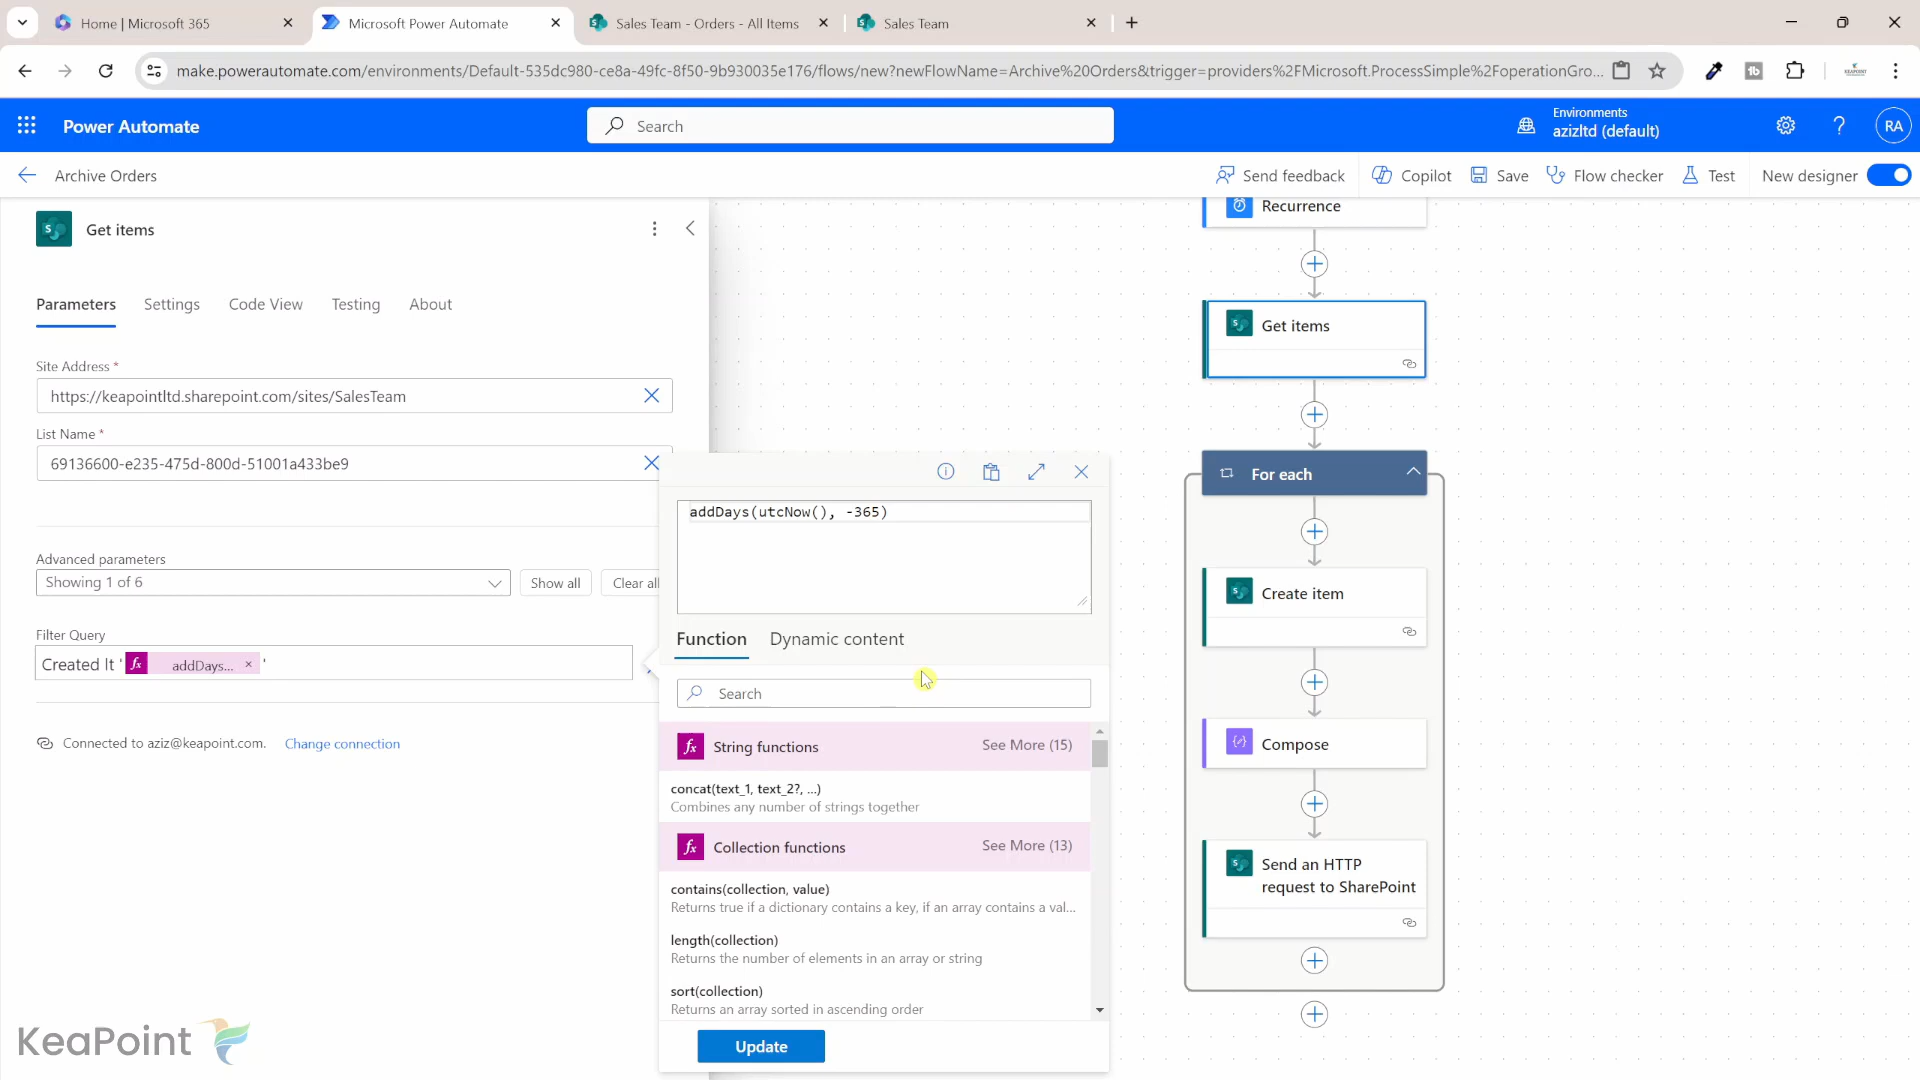 Home | Microsoft 365
Microsoft Power Automate
Sales Team - Orders - All Items
Sales Team
make.powerautomate.com/environments/Default-535dc980-ce8a-49fc-8f50-9b930035e176/flows/new?newFlowName=Archive%20Orders&trigger=providers%2FMicrosoft.ProcessSimple%2FoperationGro...
Power Automate
Search
Environments
azizltd (default)
RA
Archive Orders
Send feedback
Copilot
Save
Flow checker
Test
New designer
Get items
Parameters
Settings
Code View
Testing
About
Site Address *
https://keapointltd.sharepoint.com/sites/SalesTeam
List Name *
69136600-e235-475d-800d-51001a433be9
Advanced parameters
Showing 1 of 6
Show all
Clear all
Filter Query
Created lt ' fx addDays... '
Connected to aziz@keapoint.com.
Change connection
KeaPoint
addDays(utcNow(), -365)
Function
Dynamic content
Search
fx String functions
See More (15)
concat(text_1, text_2?, ...)
Combines any number of strings together
fx Collection functions
See More (13)
contains(collection, value)
Returns true if a dictionary contains a key, if an array contains a val...
length(collection)
Returns the number of elements in an array or string
sort(collection)
Returns an array sorted in ascending order
Update
Recurrence
Get items
For each
Create item
Compose
Send an HTTP
request to SharePoint